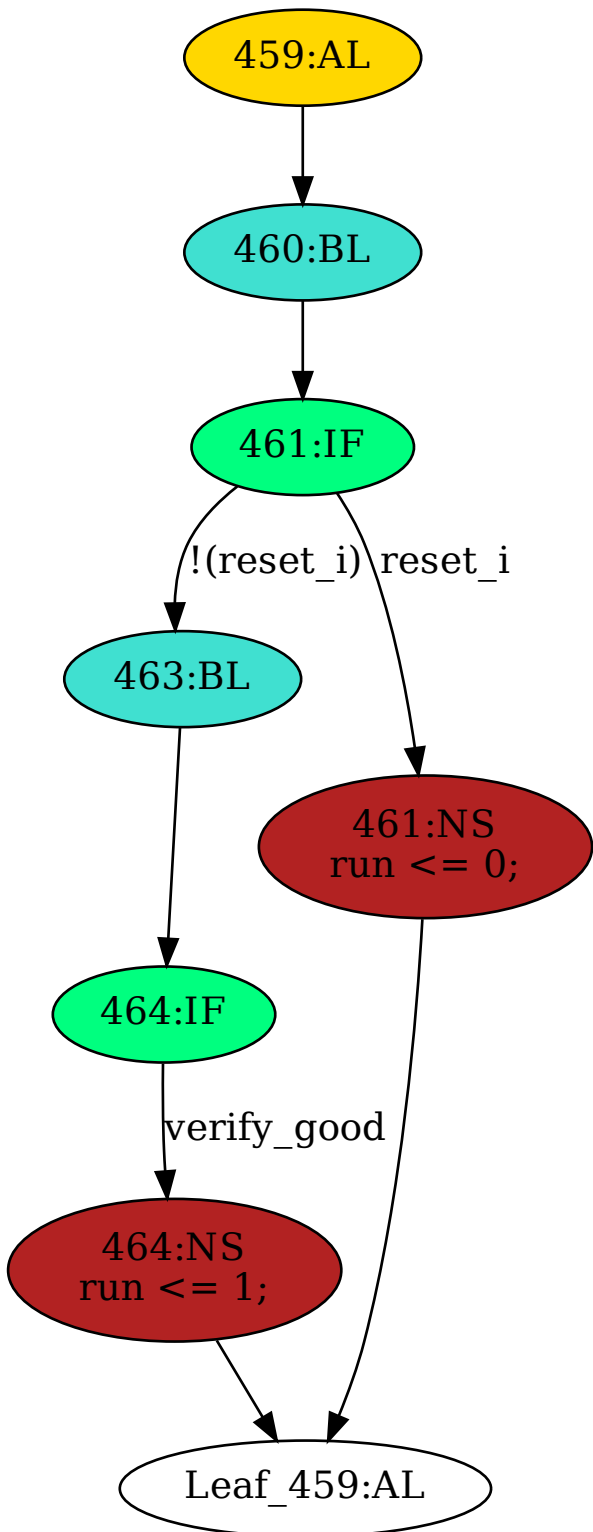 459:AL
460:BL
461:IF
!(reset_i)
reset_i
463:BL
461:NS
run <= 0;
464:IF
verify_good
464:NS
run <= 1;
Leaf_459:AL